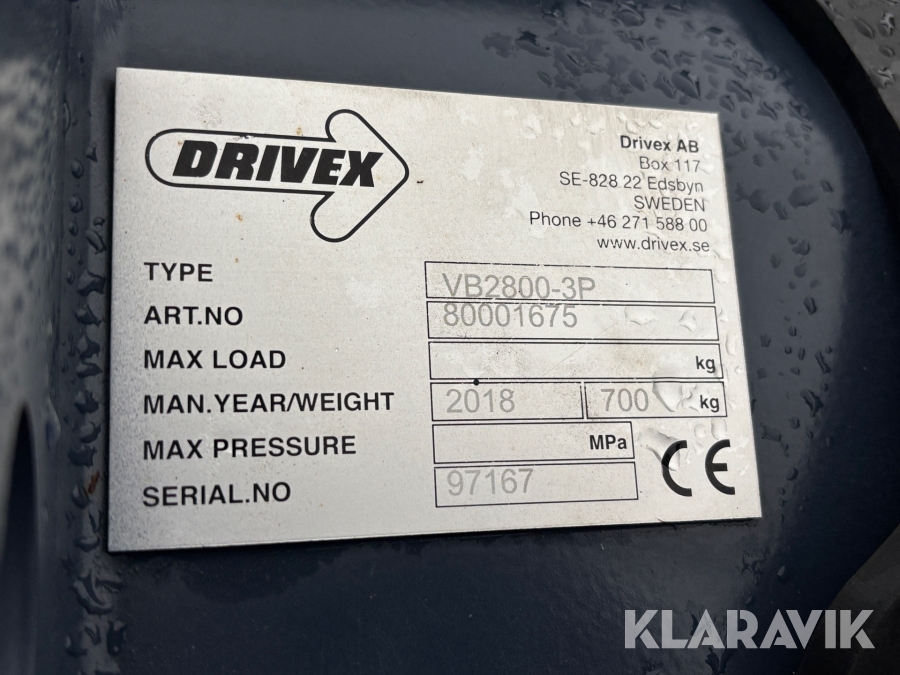 DRIVEX
Drivex AB
Box 117
SE-828 22 Edsbyn
SWEDEN
Phone +46 271 588 00
www.drivex.se
TYPE VB2800-3P
ART.NO 80001675
MAX LOAD kg
MAN.YEAR/WEIGHT 2018 700 kg
MAX PRESSURE MPa
SERIAL.NO 97167
CE
KLARAVIK